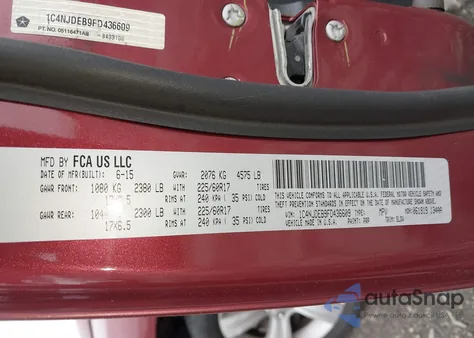 1C4NJDEB9FD436609
PT. NO. 05116471AB
MFD BY FCA US LLC
DATE OF MFR(BUILT): 6-15 GVWR: 2076 KG 4575 LB
GAWR FRONT: 1080 KG 2380 LB WITH 225/60R17 TIRES
17X6.5 RIMS AT 240 KPA / 35 PSI COLD
GAWR REAR: 2300 LB WITH 225/60R17 TIRES
17X6.5 RIMS AT 240 KPA / 35 PSI COLD
THIS VEHICLE CONFORMS TO ALL APPLICABLE U.S.A. FEDERAL MOTOR VEHICLE SAFETY AND
THEFT PREVENTION STANDARDS IN EFFECT ON THE DATE OF MANUFACTURE SHOWN ABOVE.
VIN: 1C4NJDEB9FD436609 TYPE: MPV
VEHICLE MADE IN U.S.A. PAINT: PRP
autoSnap